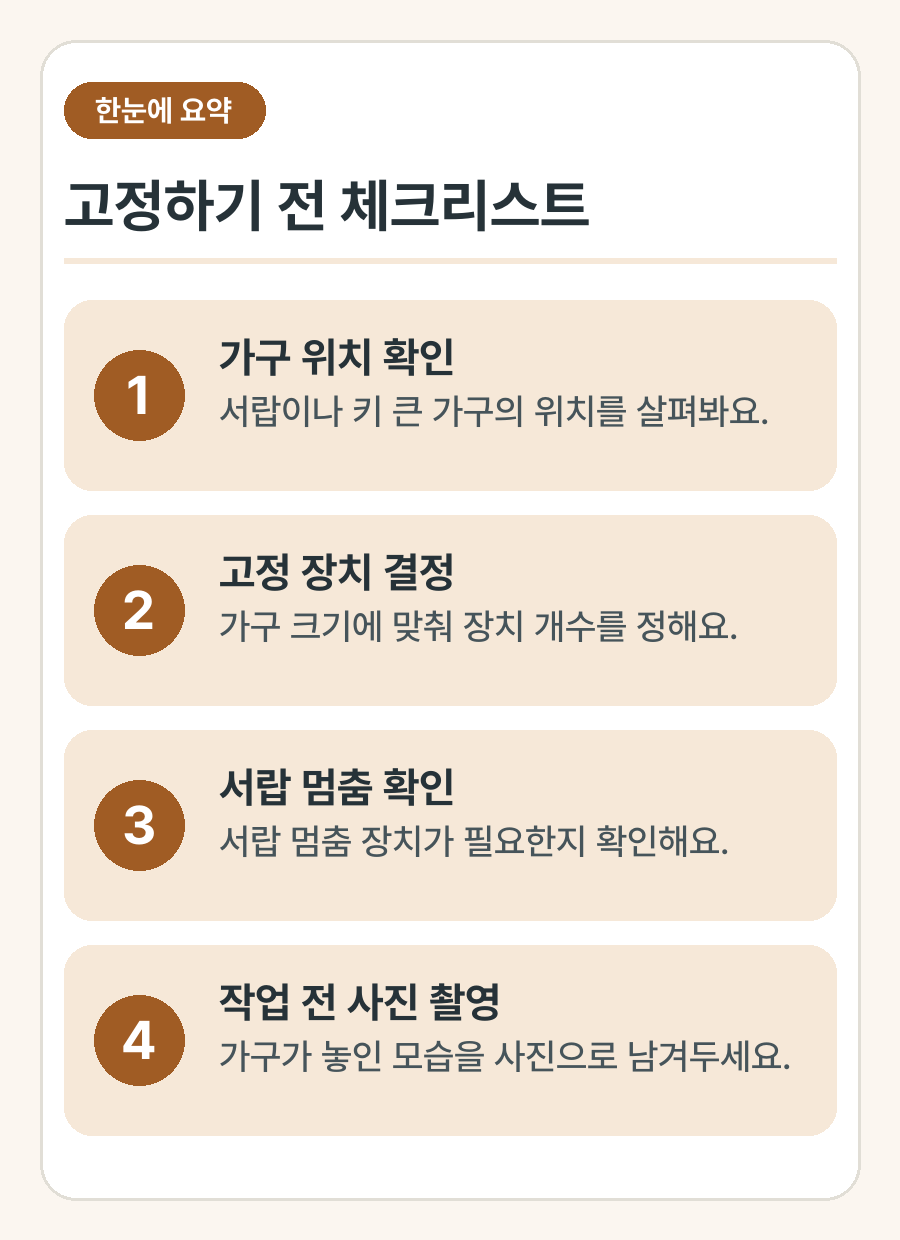 한눈에 요약
고정하기 전 체크리스트
1
가구 위치 확인
서랍이나 키 큰 가구의 위치를 살펴봐요.
2
고정 장치 결정
가구 크기에 맞춰 장치 개수를 정해요.
3
서랍 멈춤 확인
서랍 멈춤 장치가 필요한지 확인해요.
4
작업 전 사진 촬영
가구가 놓인 모습을 사진으로 남겨두세요.